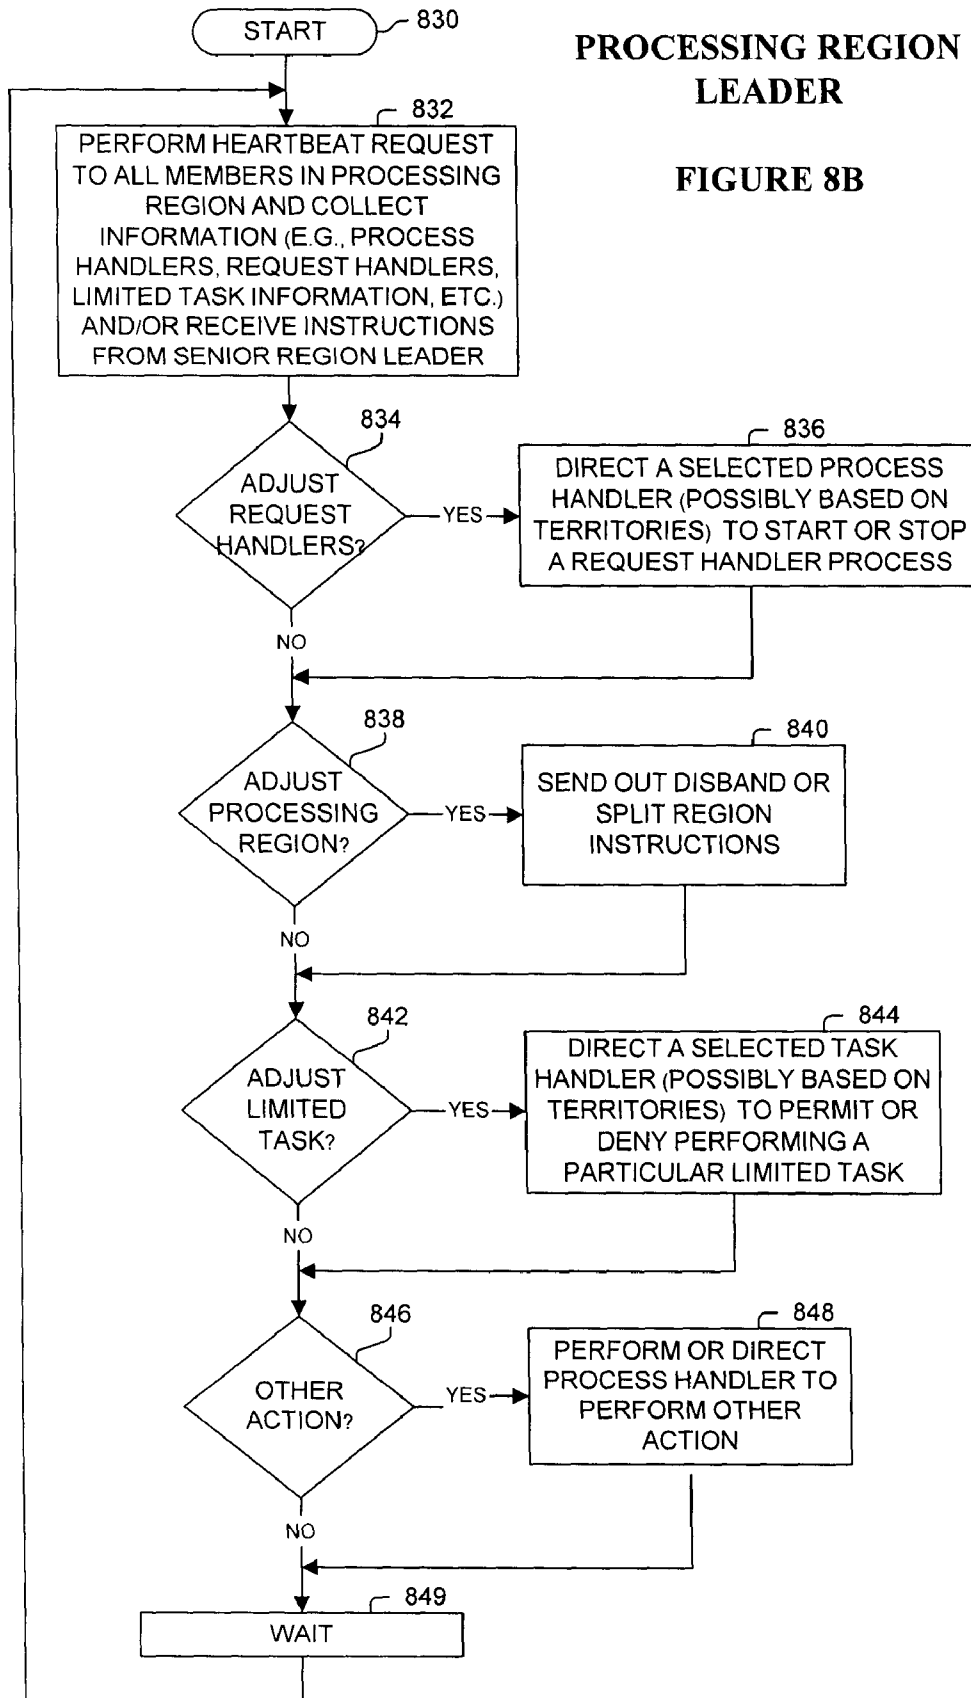 START
830
PROCESSING REGION
LEADER
FIGURE 8B
832
PERFORM HEARTBEAT REQUEST
TO ALL MEMBERS IN PROCESSING
REGION AND COLLECT
INFORMATION (E.G., PROCESS
HANDLERS, REQUEST HANDLERS,
LIMITED TASK INFORMATION, ETC.)
AND/OR RECEIVE INSTRUCTIONS
FROM SENIOR REGION LEADER
834
ADJUST
REQUEST
HANDLERS?
YES
836
DIRECT A SELECTED PROCESS
HANDLER (POSSIBLY BASED ON
TERRITORIES) TO START OR STOP
A REQUEST HANDLER PROCESS
NO
838
ADJUST
PROCESSING
REGION?
YES
840
SEND OUT DISBAND OR
SPLIT REGION
INSTRUCTIONS
NO
842
ADJUST
LIMITED
TASK?
YES
844
DIRECT A SELECTED TASK
HANDLER (POSSIBLY BASED ON
TERRITORIES) TO PERMIT OR
DENY PERFORMING A
PARTICULAR LIMITED TASK
NO
846
OTHER
ACTION?
YES
848
PERFORM OR DIRECT
PROCESS HANDLER TO
PERFORM OTHER
ACTION
NO
849
WAIT